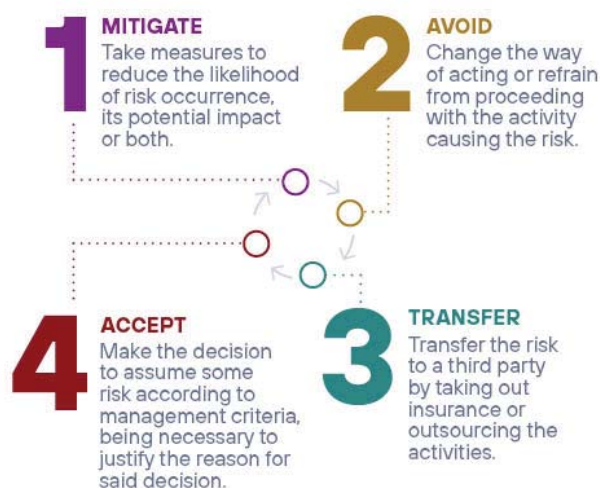 1
MITIGATE
Take measures to
reduce the likelihood
of risk occurrence,
its potential impact
or both.
2
AVOID
Change the way
of acting or refrain
from proceeding
with the activity
causing the risk.
3
TRANSFER
Transfer the risk
to a third party
by taking out
insurance or
outsourcing the
activities.
4
ACCEPT
Make the decision
to assume some
risk according to
management criteria,
being necessary to
justify the reason for
said decision.